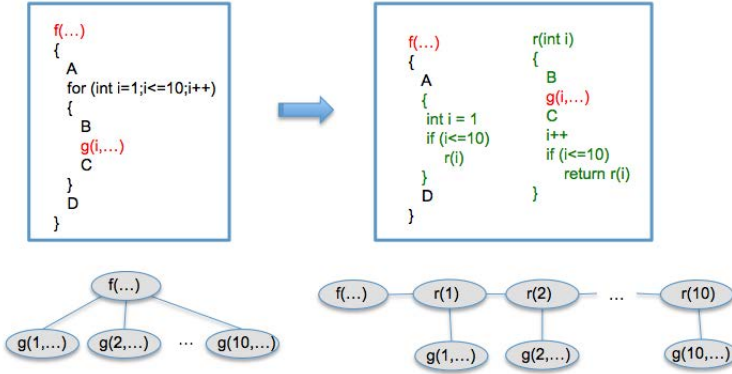 f(...)
{
A
for (int i=1;i<=10;i++)
{
B
g(i,...)
C
}
D
}
f(...)
{
A
{
int i = 1
if (i<=10)
r(i)
}
D
}
r(int i)
{
B
g(i,...)
C
i++
if (i<=10)
return r(i)
}
f(...)
g(1,...)
g(2,...)
...
g(10,...)
f(...)
r(1)
r(2)
...
r(10)
g(1,...)
g(2,...)
g(10,...)